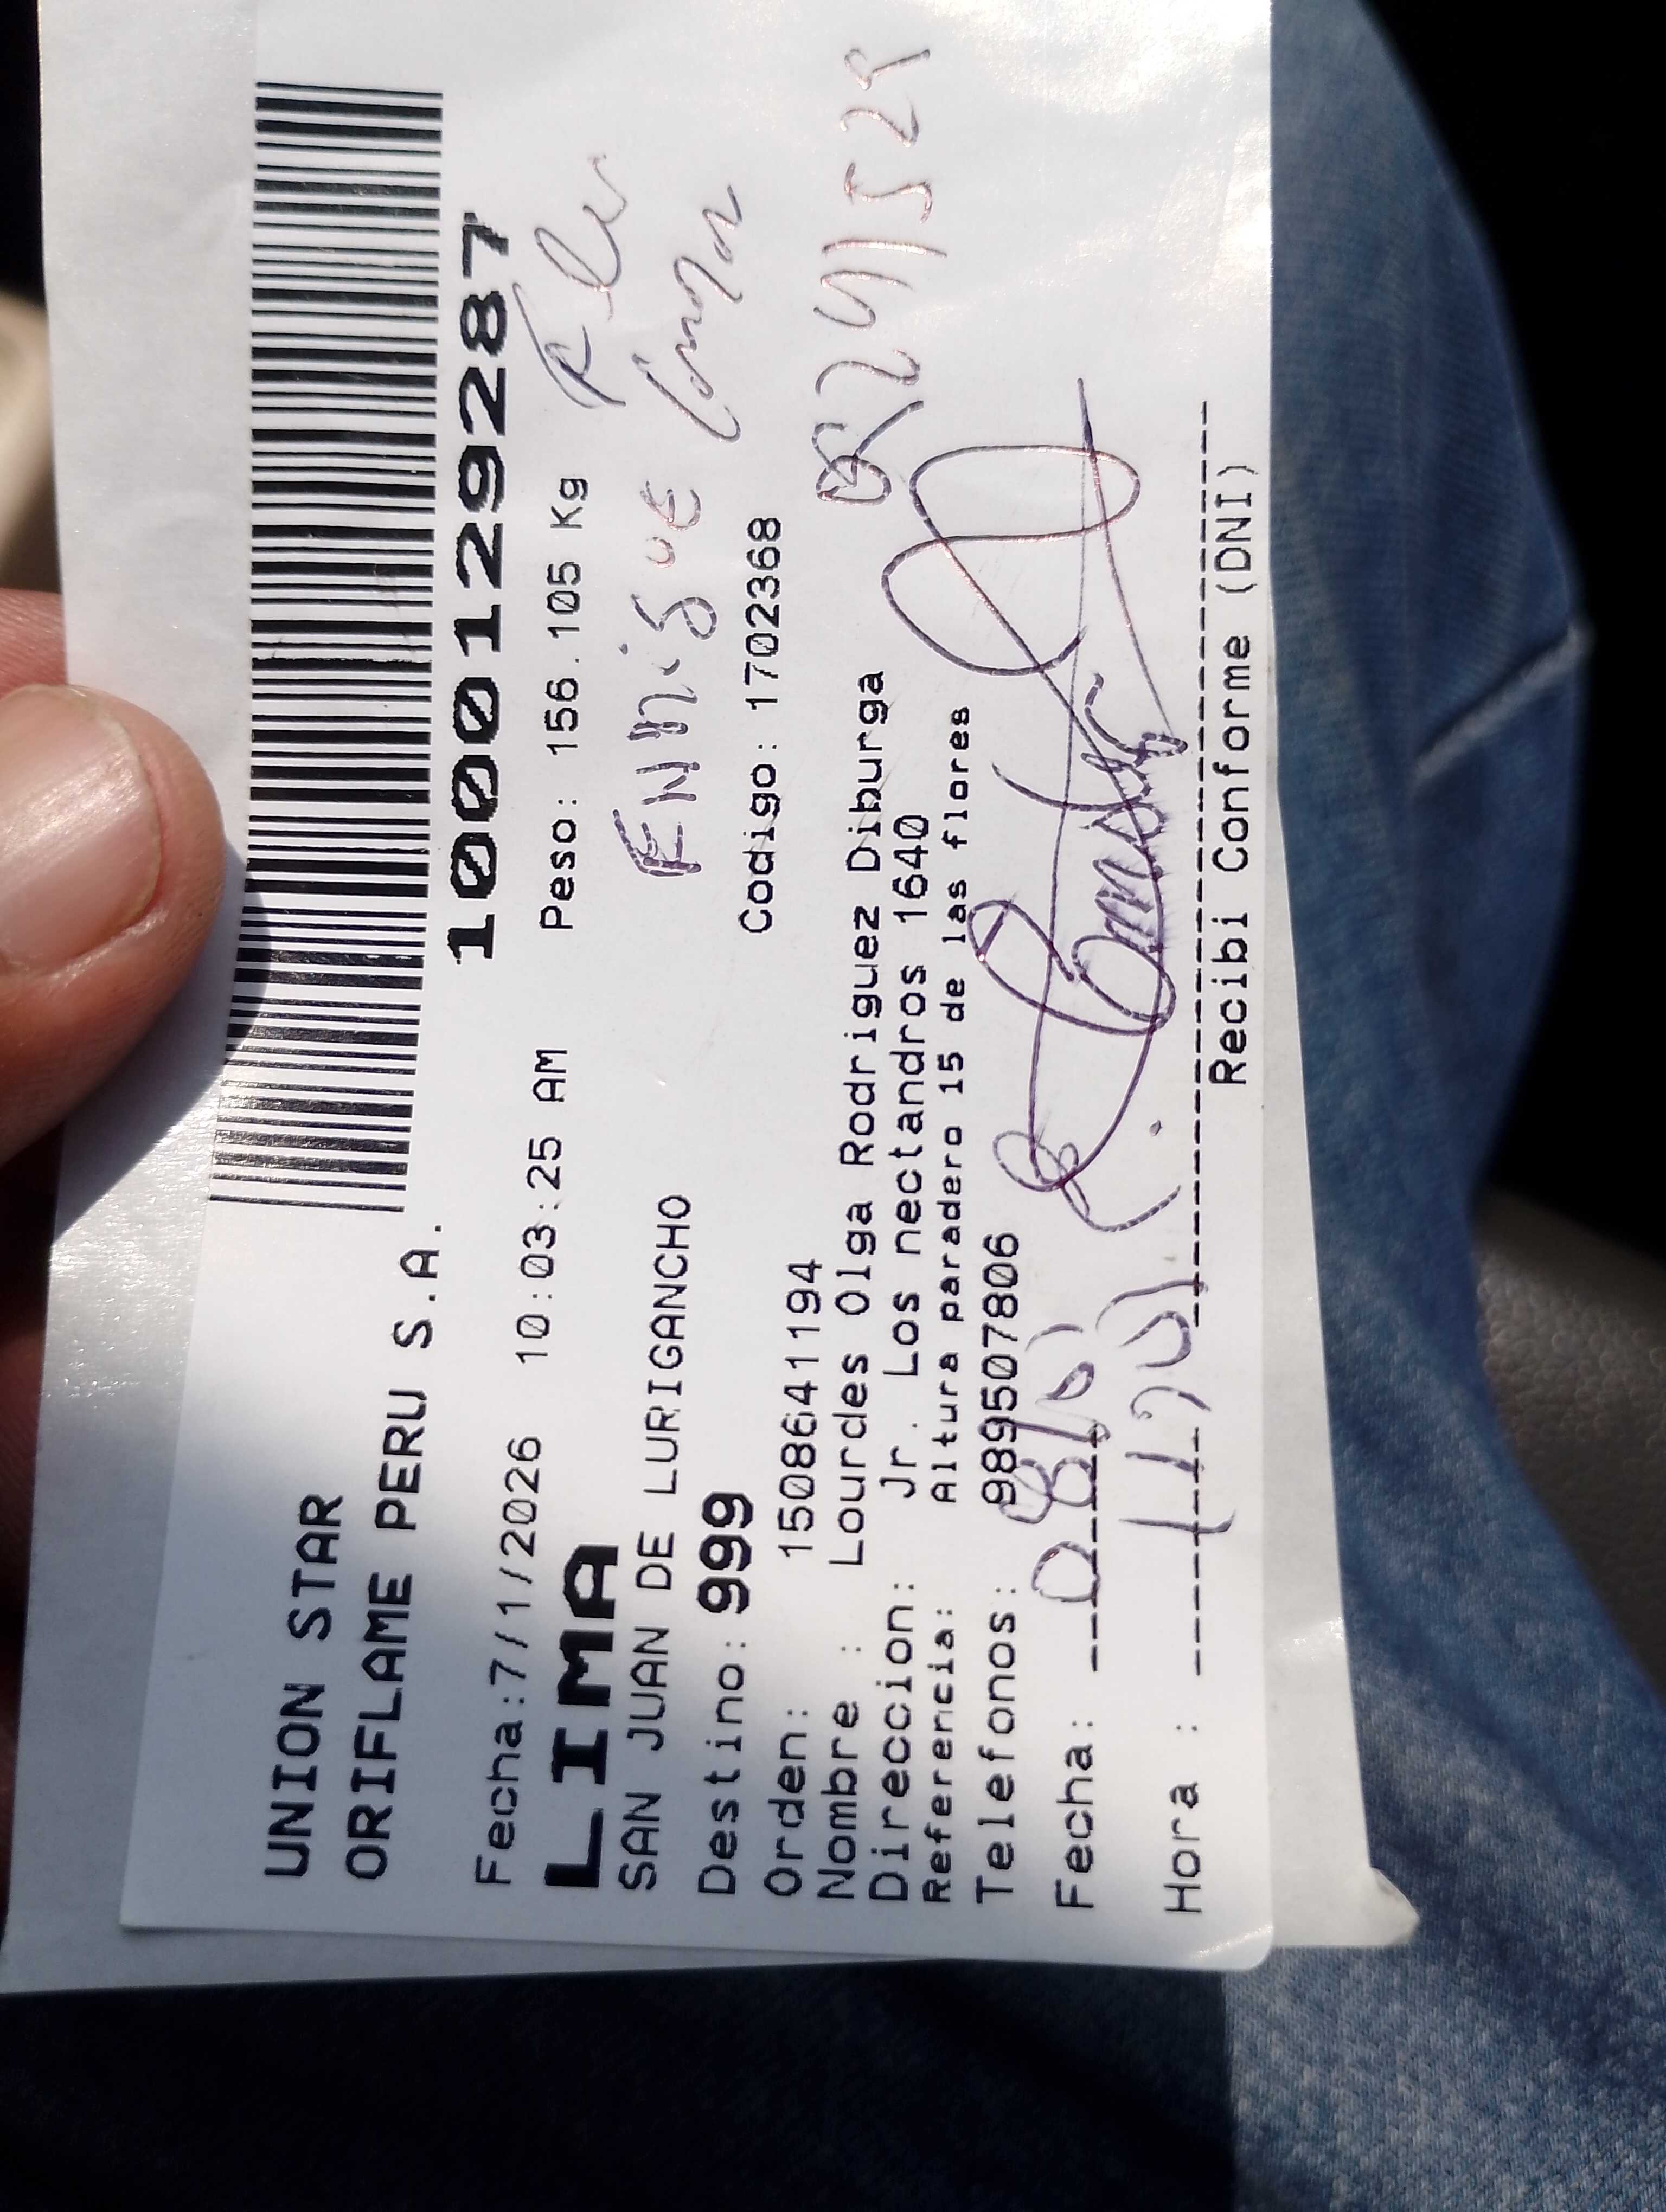 UNION STAR
ORIFLAME PERU S.A.
1000129287
Fecha:7/1/2026 10:03:25 AM Peso: 156.105 Kg
LIMA
SAN JUAN DE LURIGANCHO
ENRiQUE
Destino: 999 Codigo: 1702368
Orden: 1508641194
Nombre : Lourdes Olga Rodriguez Diburga
Direccion: Jr. Los nectandros 1640
Referencia: Altura paradero 15 de las flores
Telefonos: 989507806
Fecha:
Hora :
Recibi Conforme (DNI)